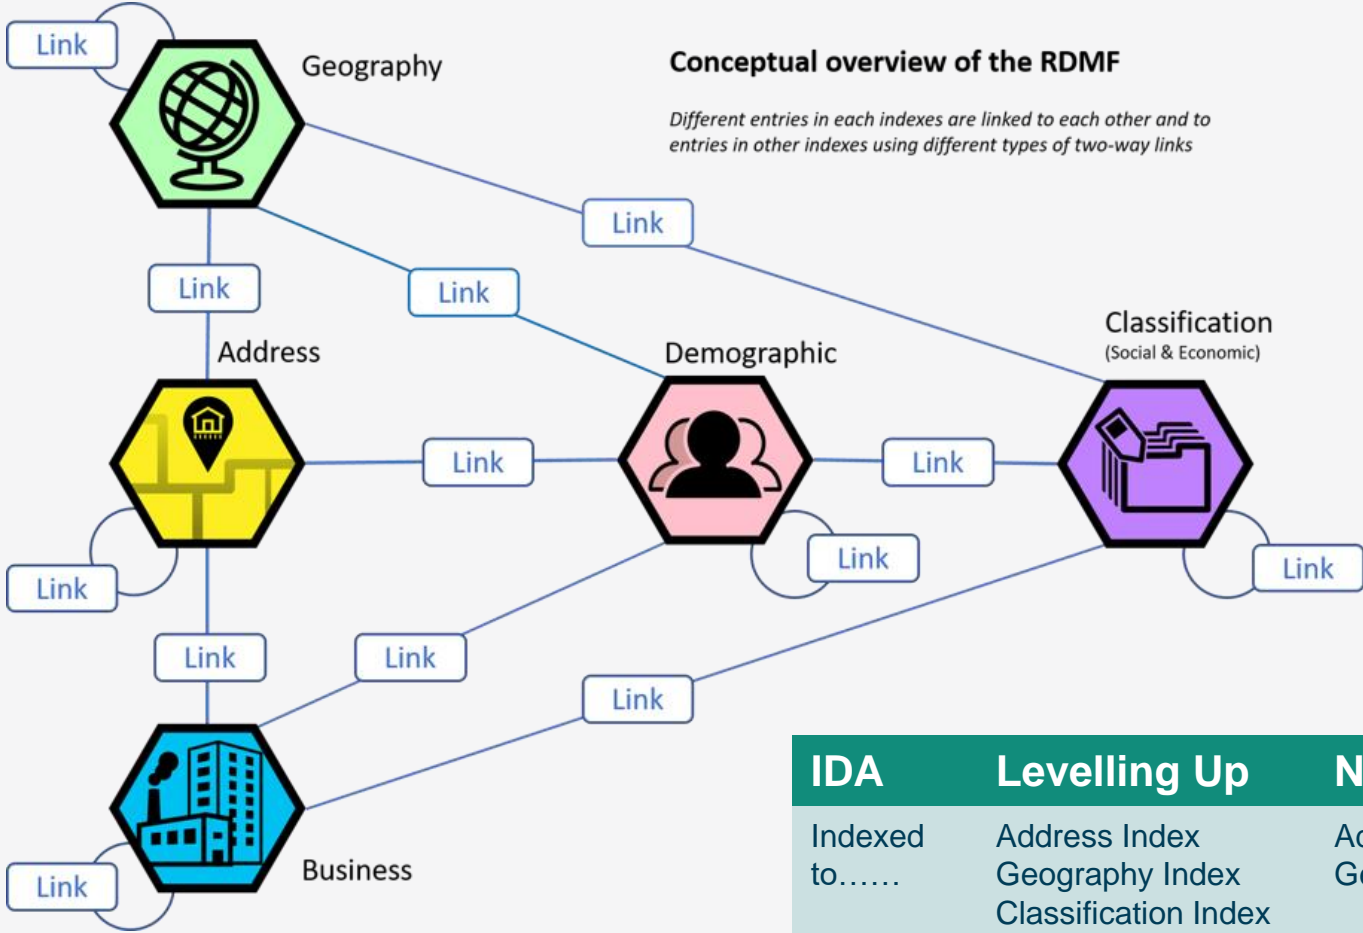 Link
Geography
Conceptual overview of the RDMF
Different entries in each indexes are linked to each other and to
entries in other indexes using different types of two-way links
Link
Link
Link
Classification
(Social & Economic)
Address
Demographic
Link
Link
Link
Link
Link
Link
Link
Link
Business
Link
IDA Levelling Up
Indexed Address Index
to…… Geography Index
Classification Index